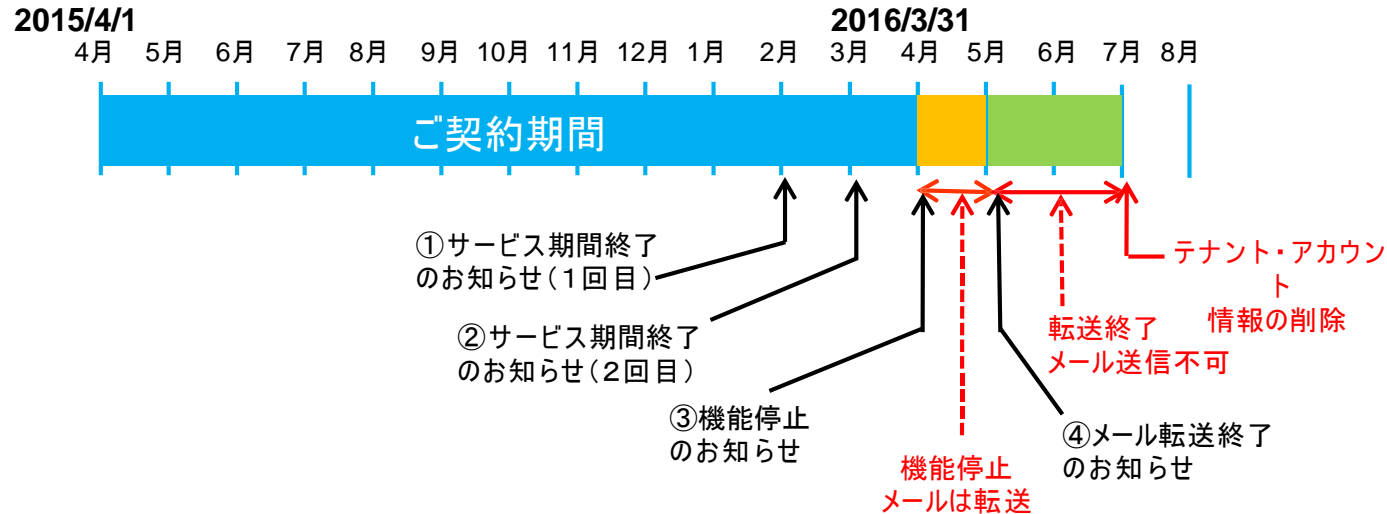 2015/4/1
2016/3/31
4月 5月 6月 7月 8月 9月 10月 11月 12月 1月 2月 3月 4月 5月 6月 7月 8月
ご契約期間
①サービス期間終了
のお知らせ(1回目)
②サービス期間終了
のお知らせ(2回目)
③機能停止
のお知らせ
機能停止
メールは転送
④メール転送終了
のお知らせ
転送終了
メール送信不可
テナント・アカウン
ト
情報の削除